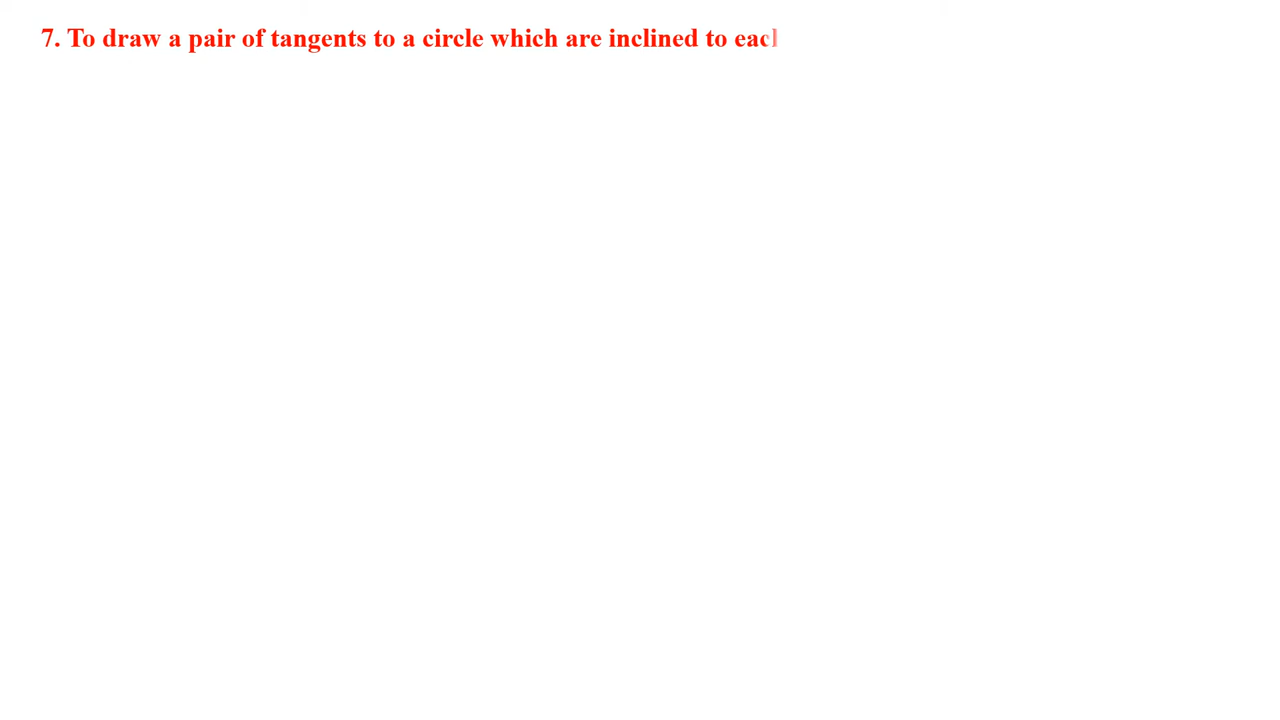 7. To draw a pair of tangents to a circle which are inclined to